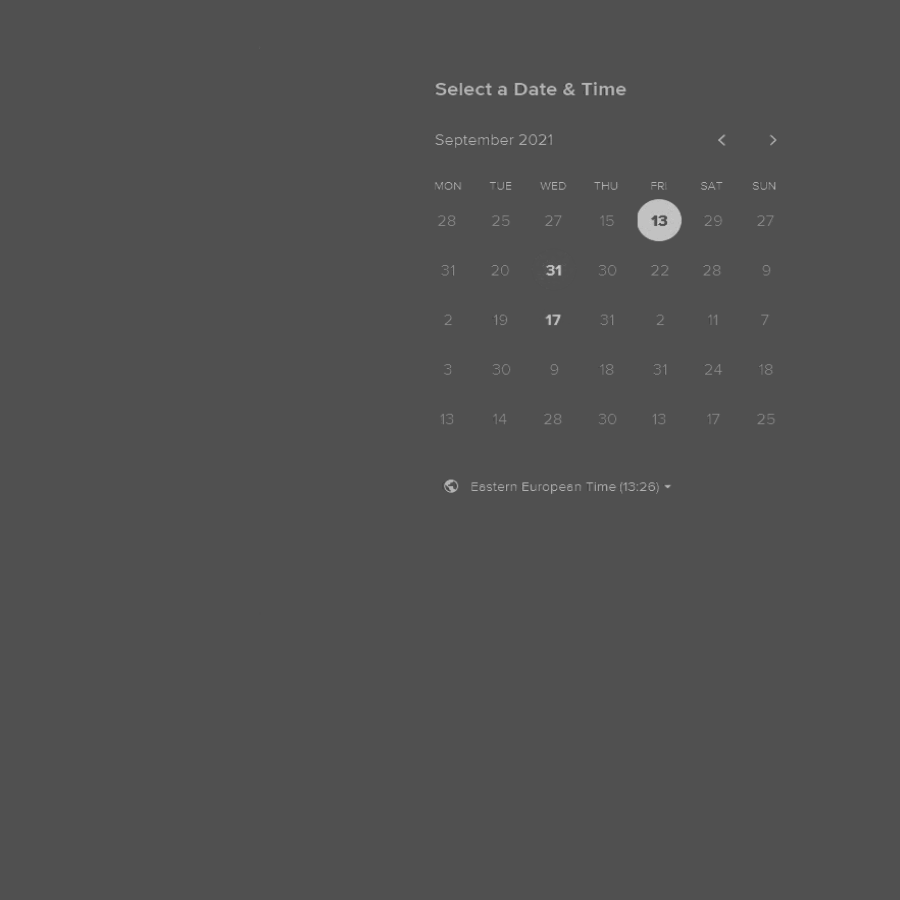 Select a Date & Time
September 2021
MON TUE WED THU FRI SAT SUN
28 25 27 15 13 29 27
31 20 31 30 22 28 9
2 19 17 31 2 11 7
3 30 9 18 31 24 18
13 14 28 30 13 17 25
Eastern European Time (13:26)